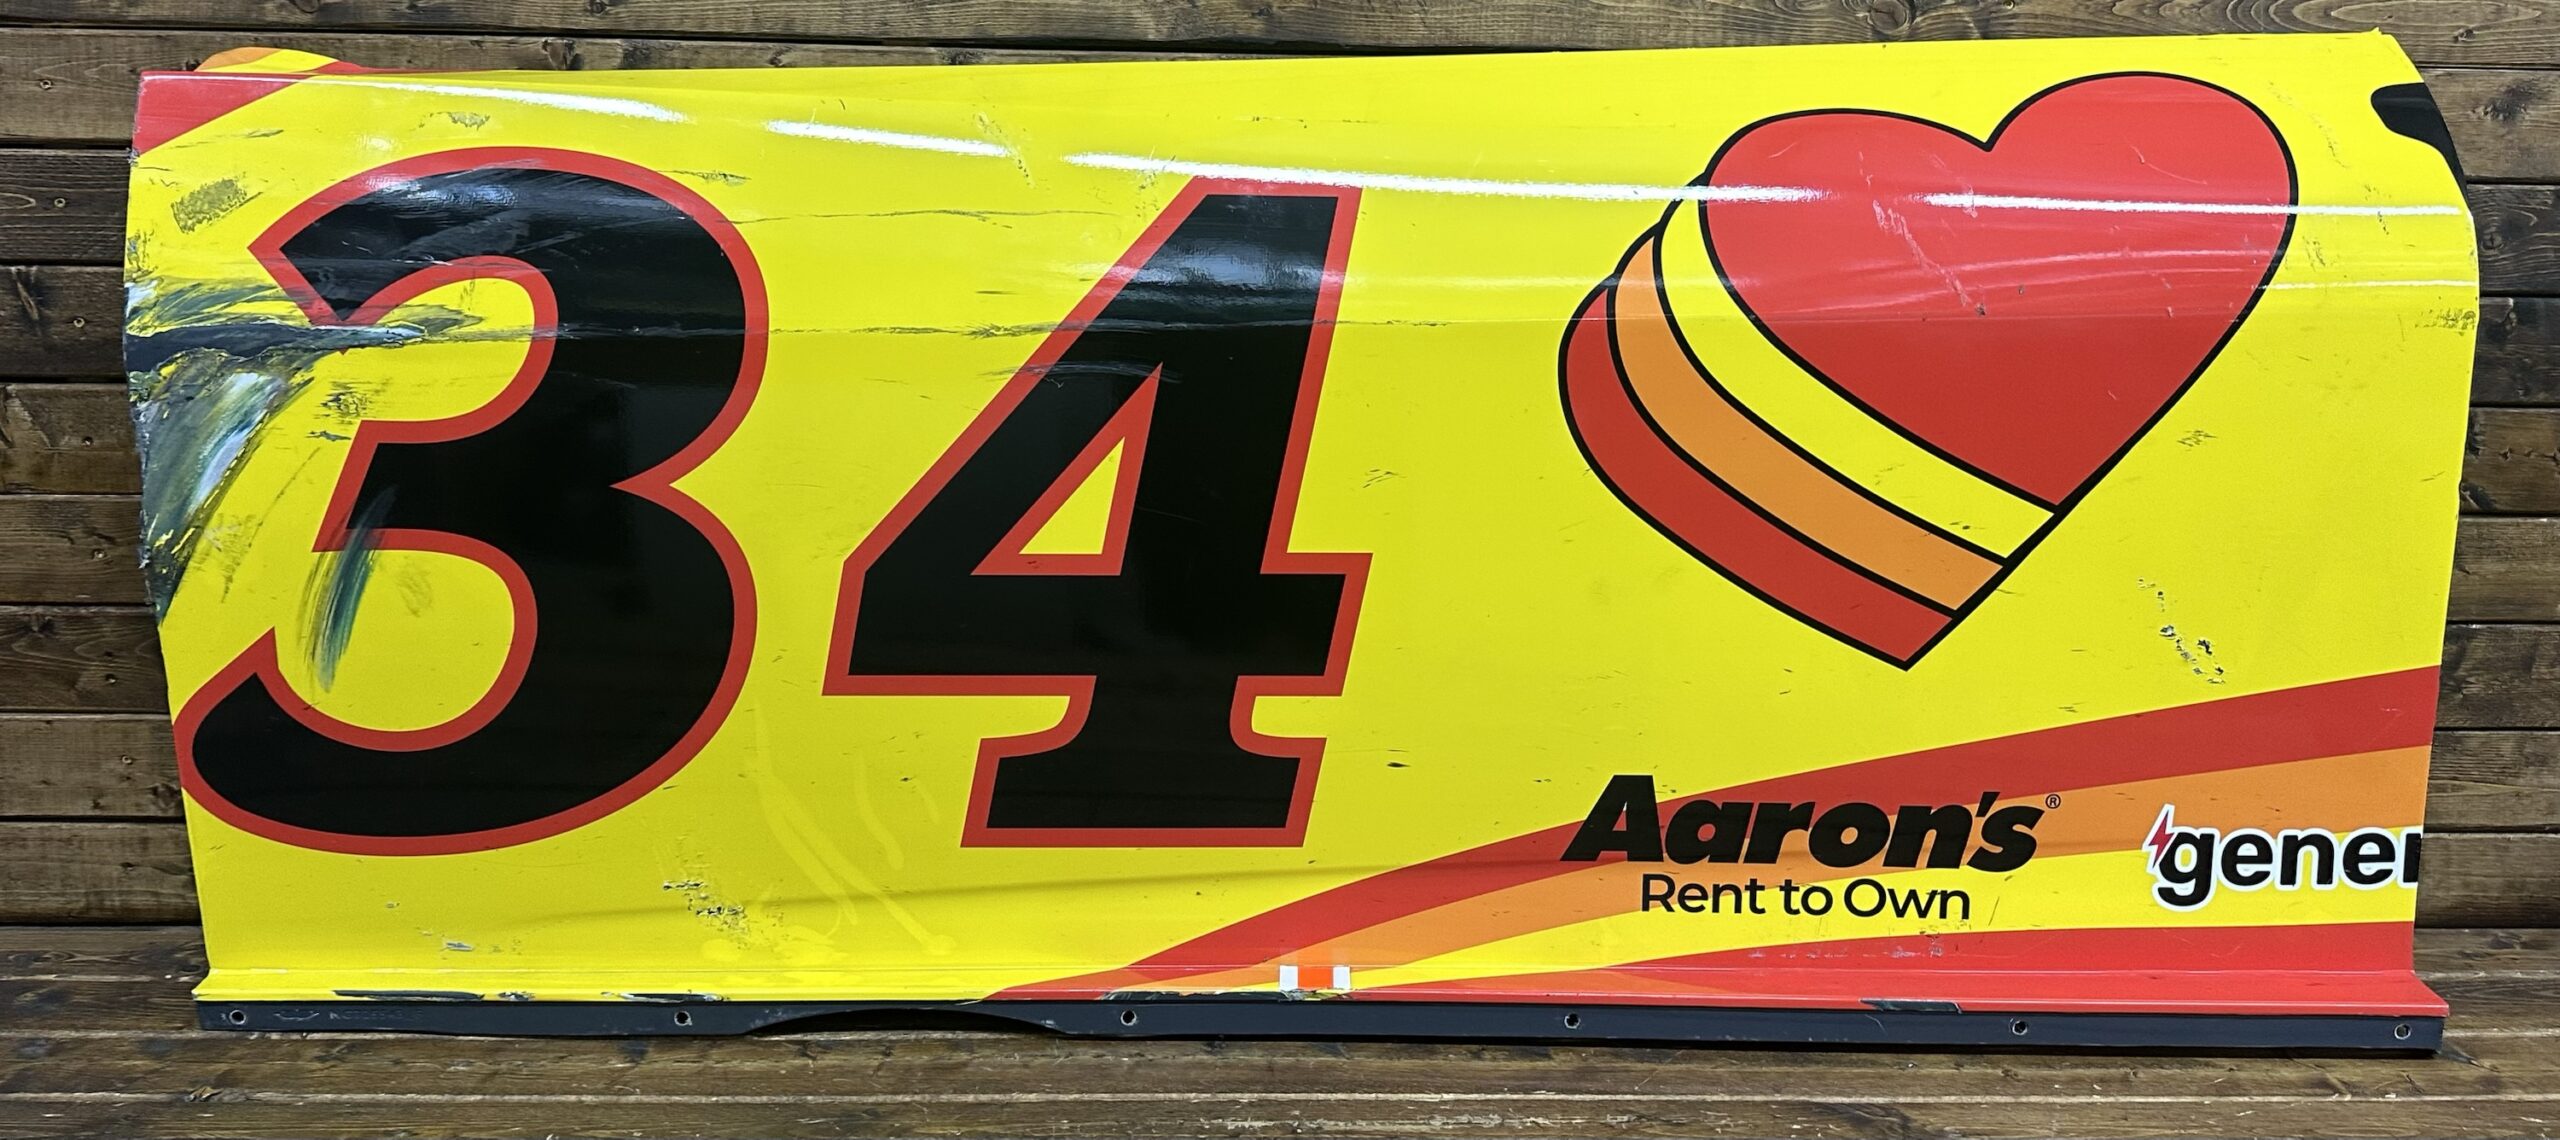 34
Aaron's®
Rent to Own
gener